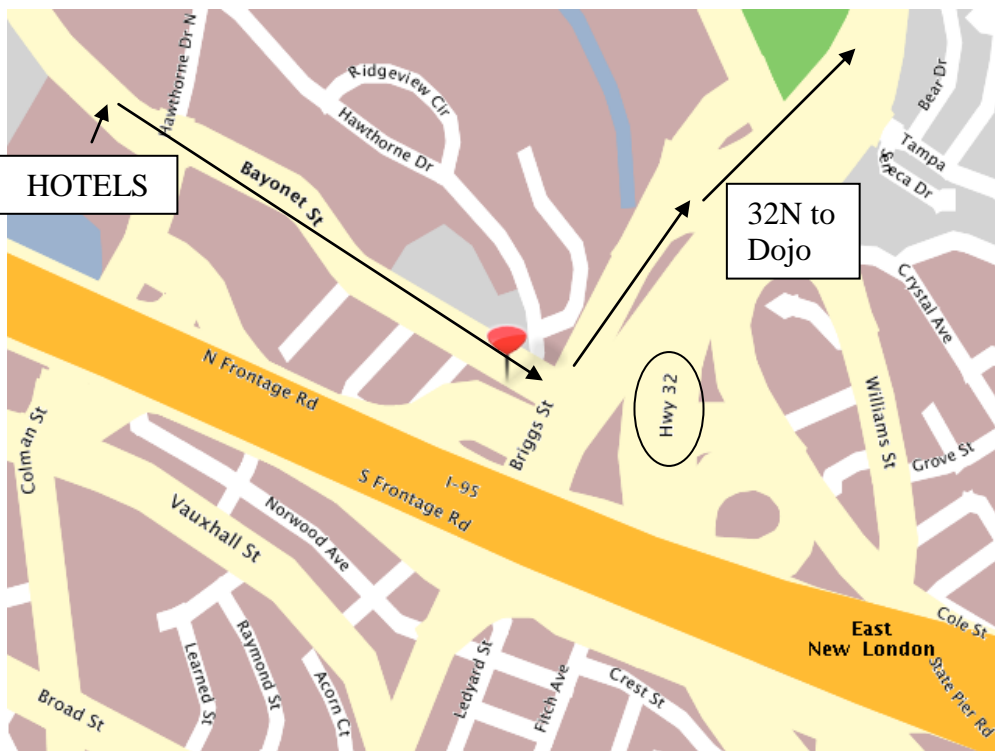 Hawthorne Dr N
Ridgeview Cir
Hawthorne Dr
Bear Dr
Tampa
Seneca Dr
HOTELS
Bayonet St
32N to
Dojo
Crystal Ave
N Frontage Rd
Hwy 32
Williams St
Colman St
Briggs St
Grove St
I-95
S Frontage Rd
Vauxhall St
Norwood Ave
Cole St
East
New London
State Pier Rd
Learned St
Raymond St
Acorn Ct
Ledyard St
Fitch Ave
Crest St
Broad St